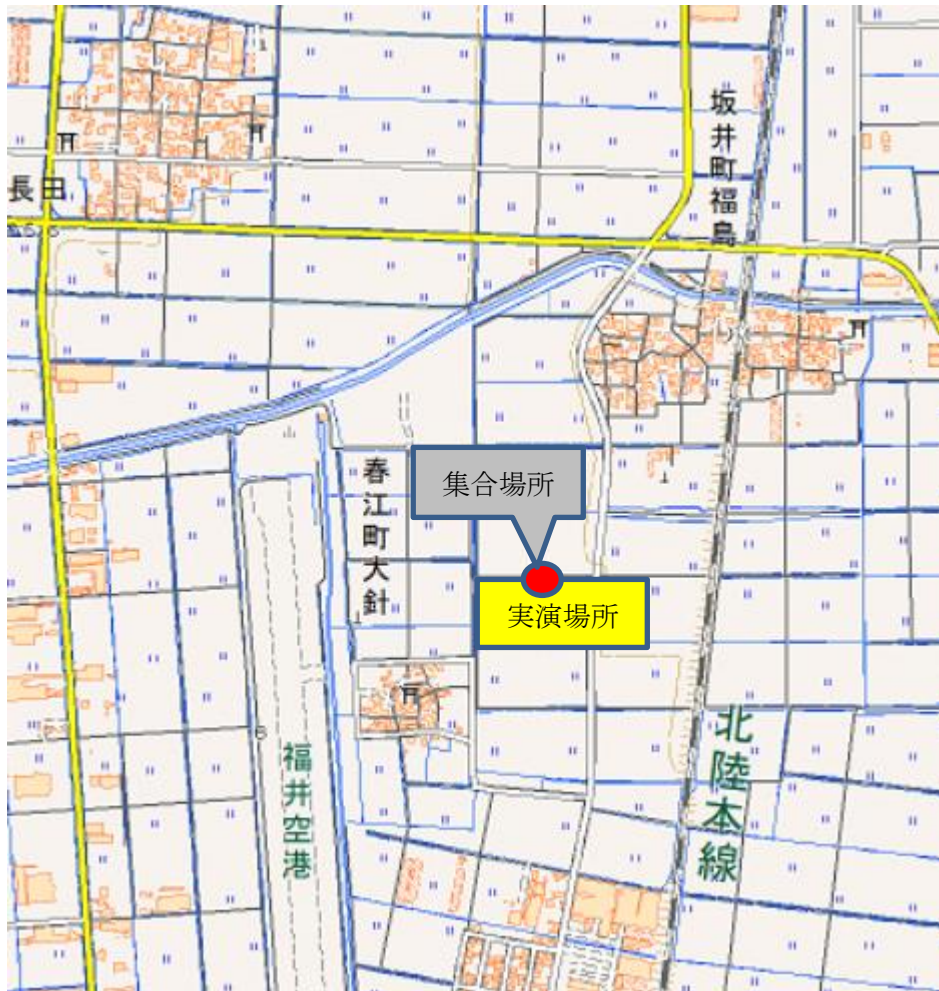 坂井町福島
長田
集合場所
春江町大針
実演場所
北陸本線
福井空港